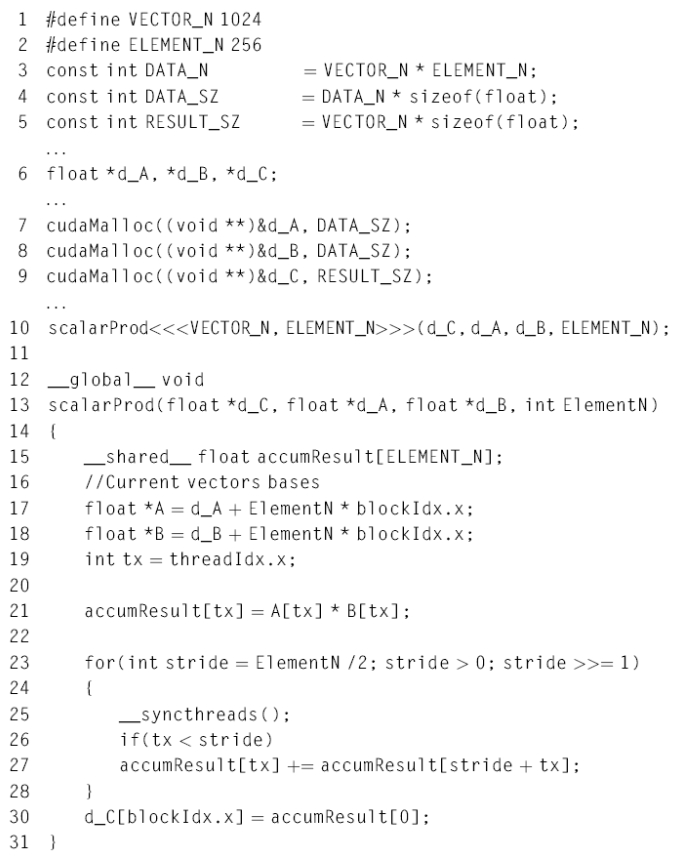 1 #define VECTOR_N 1024
2 #define ELEMENT_N 256
3 const int DATA_N = VECTOR_N * ELEMENT_N;
4 const int DATA_SZ = DATA_N * sizeof(float);
5 const int RESULT_SZ = VECTOR_N * sizeof(float);
...
6 float *d_A, *d_B, *d_C;
...
7 cudaMalloc((void **)&d_A, DATA_SZ);
8 cudaMalloc((void **)&d_B, DATA_SZ);
9 cudaMalloc((void **)&d_C, RESULT_SZ);
...
10 scalarProd<<<VECTOR_N, ELEMENT_N>>>(d_C, d_A, d_B, ELEMENT_N);
11
12 __global__ void
13 scalarProd(float *d_C, float *d_A, float *d_B, int ElementN)
14 {
15 __shared__ float accumResult[ELEMENT_N];
16 //Current vectors bases
17 float *A = d_A + ElementN * blockIdx.x;
18 float *B = d_B + ElementN * blockIdx.x;
19 int tx = threadIdx.x;
20
21 accumResult[tx] = A[tx] * B[tx];
22
23 for(int stride = ElementN /2; stride > 0; stride >>= 1)
24 {
25 __syncthreads();
26 if(tx < stride)
27 accumResult[tx] += accumResult[stride + tx];
28 }
30 d_C[blockIdx.x] = accumResult[0];
31 }